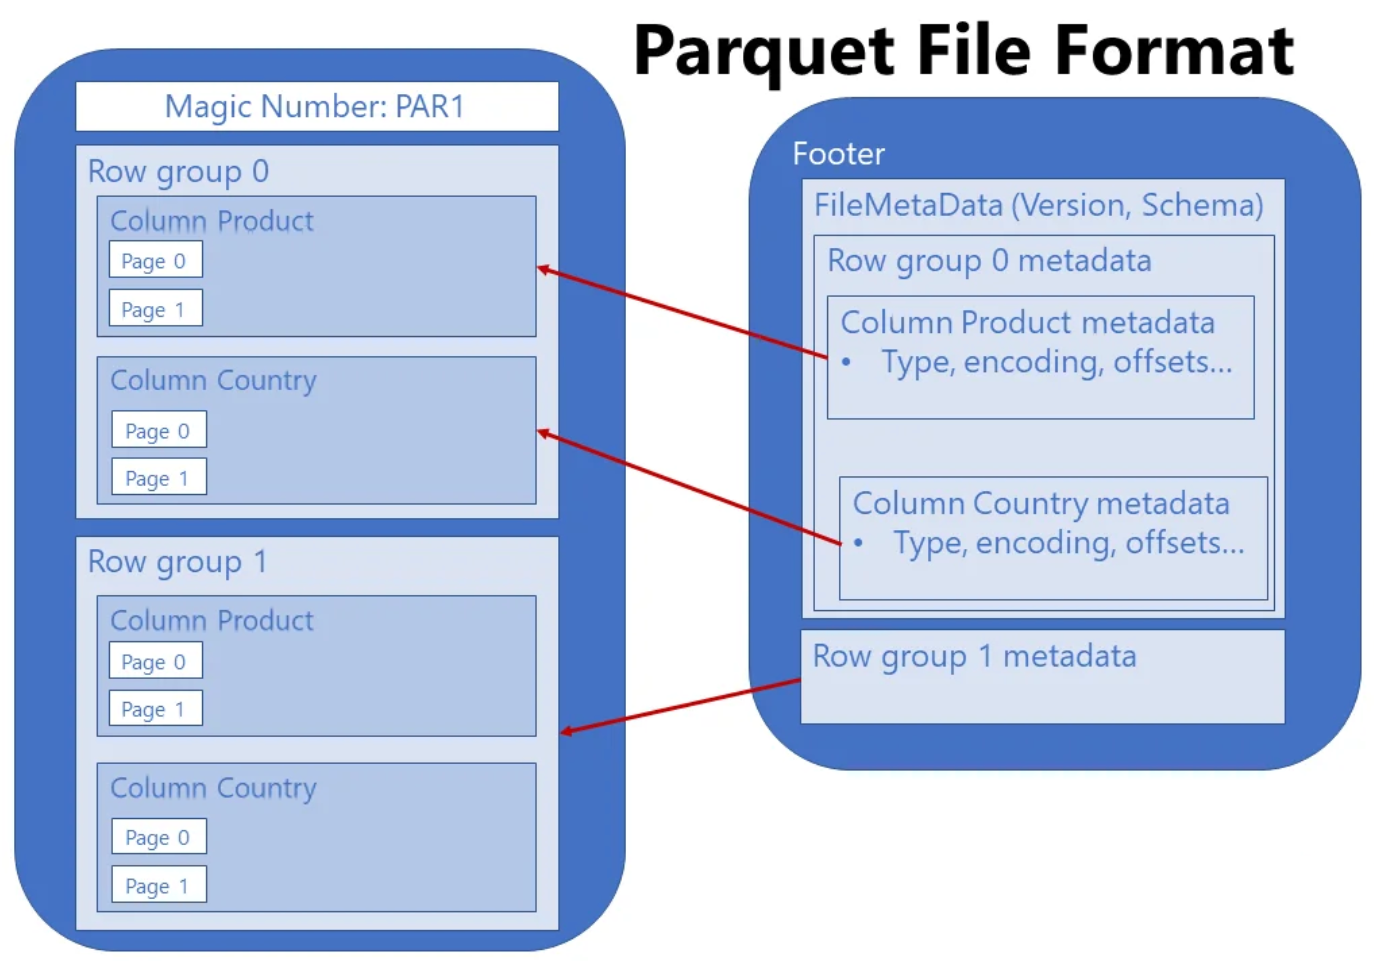 Parquet File Format
Magic Number: PAR1
Row group 0
Column Product
Page 0
Page 1
Column Country
Page 0
Page 1
Row group 1
Column Product
Page 0
Page 1
Column Country
Page 0
Page 1
Footer
FileMetaData (Version, Schema)
Row group 0 metadata
Column Product metadata
• Type, encoding, offsets...
Column Country metadata
• Type, encoding, offsets...
Row group 1 metadata